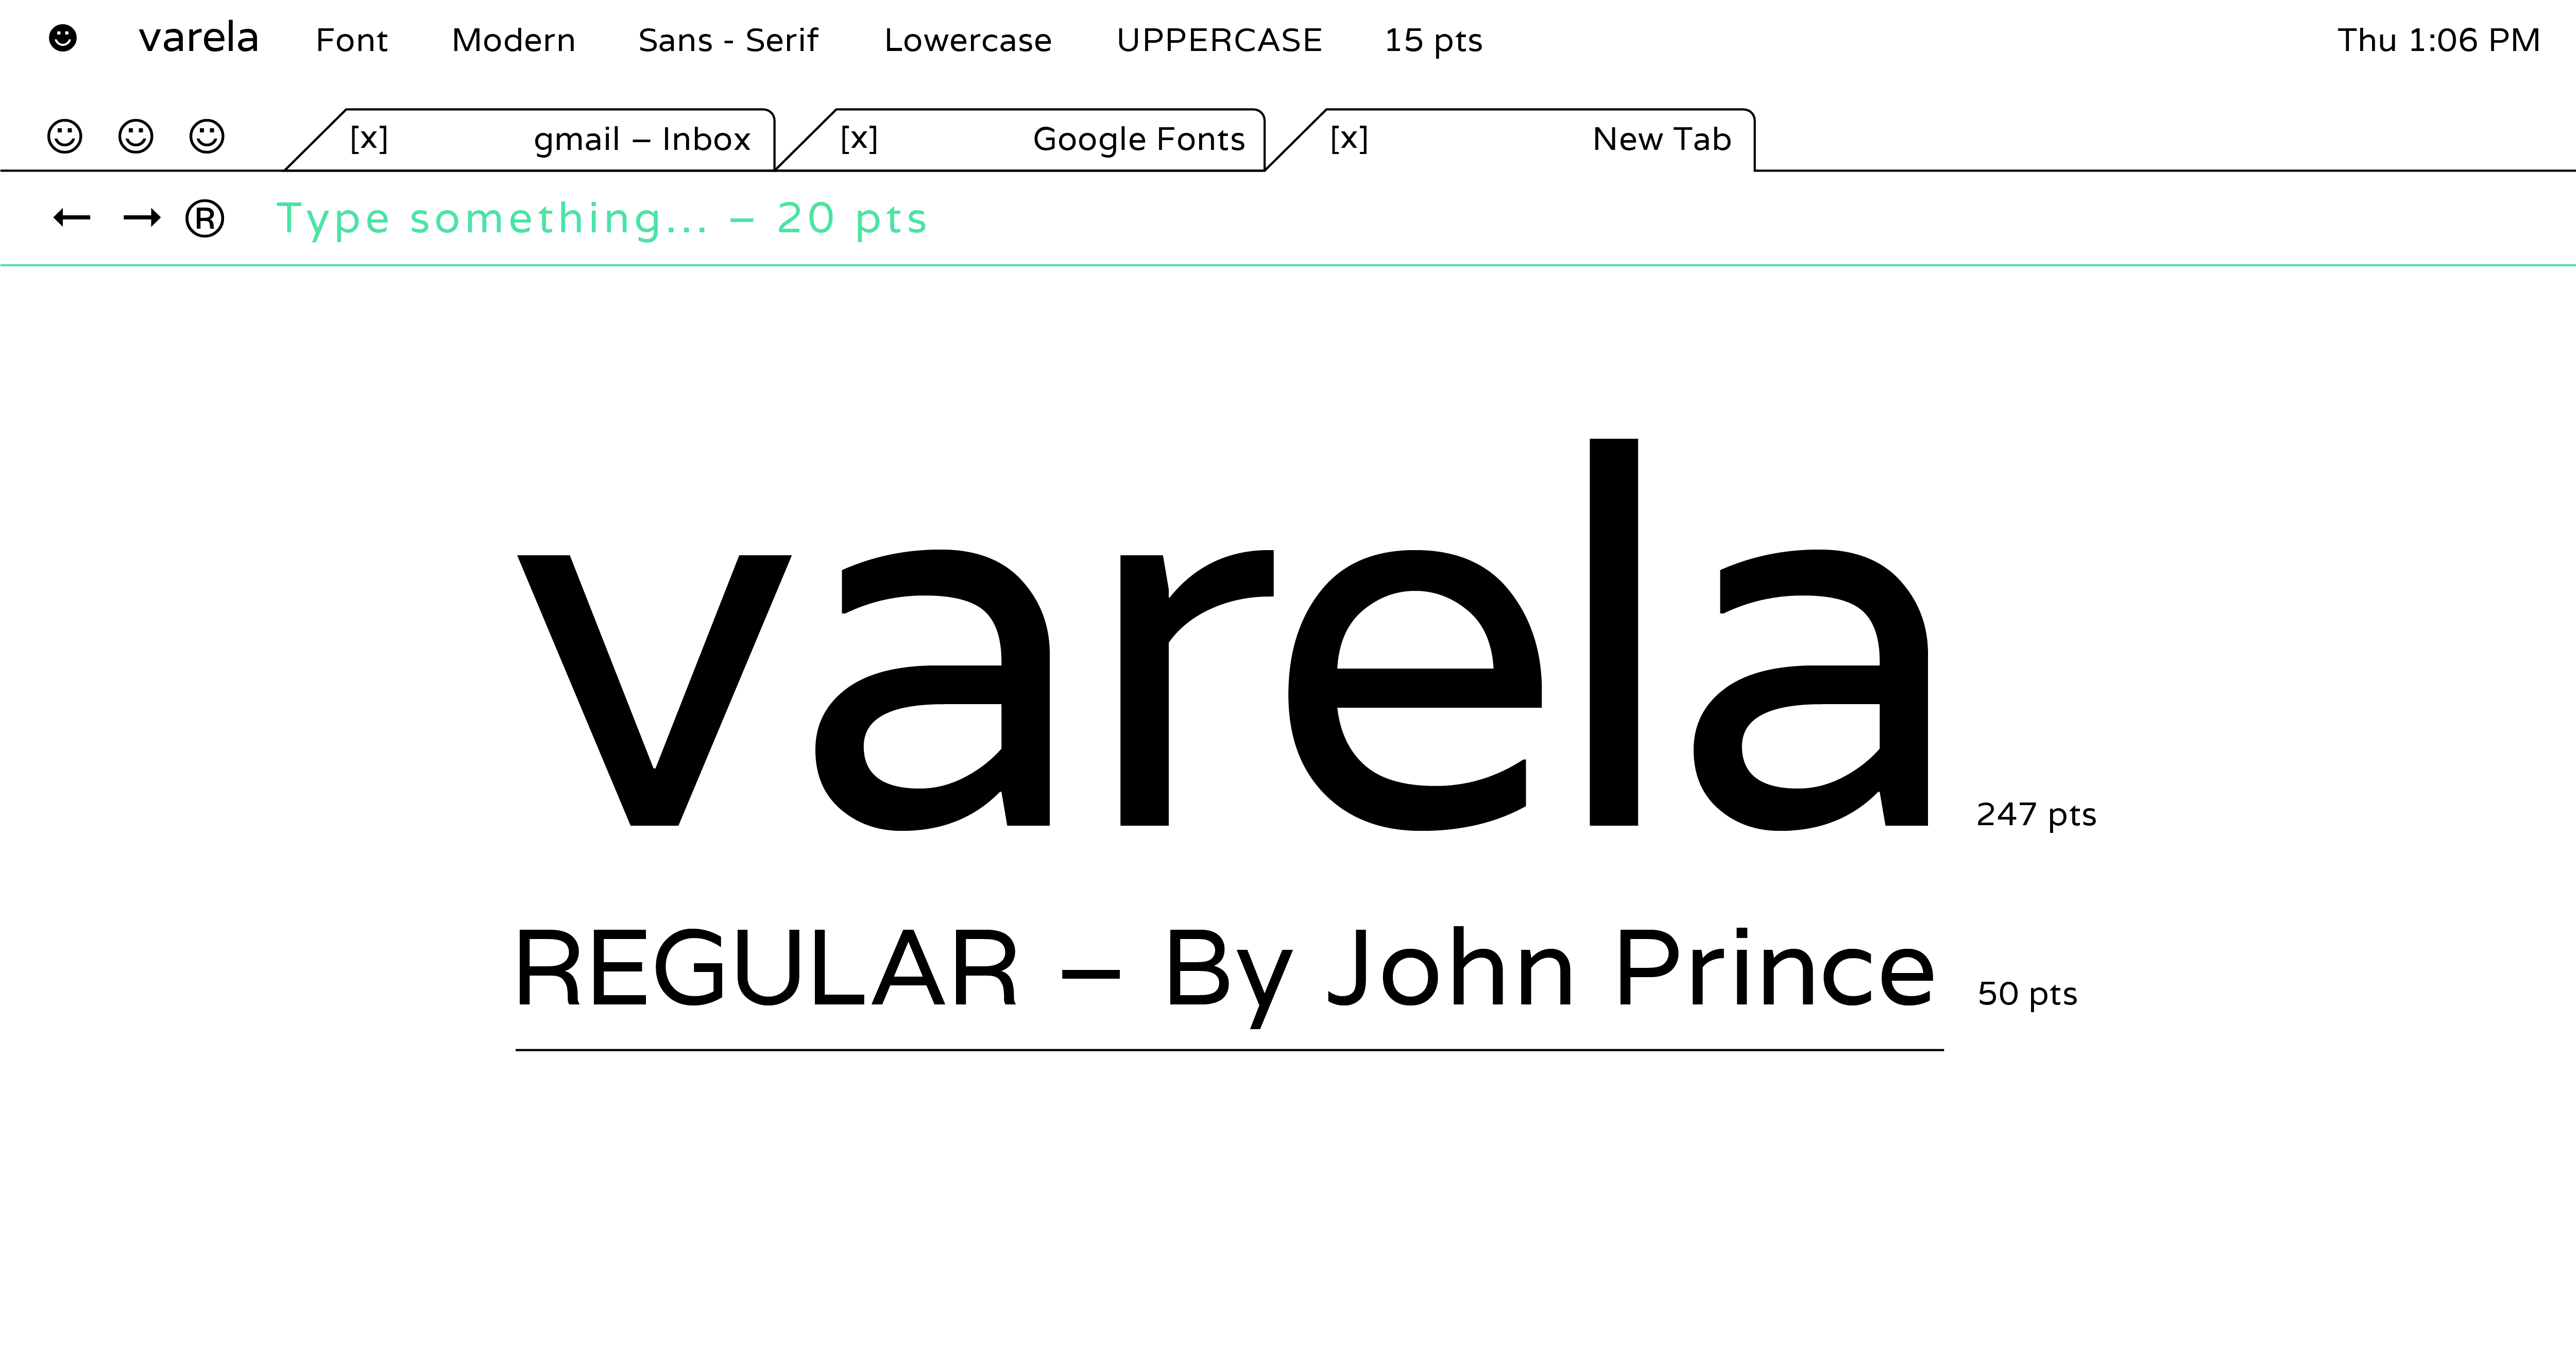 ☻ varela Font Modern Sans - Serif Lowercase UPPERCASE 15 pts Thu 1:06 PM
☺ ☺ ☺ [x] gmail – Inbox [x] Google Fonts [x] New Tab
← → ® Type something... – 20 pts
varela 247 pts
REGULAR – By John Prince 50 pts